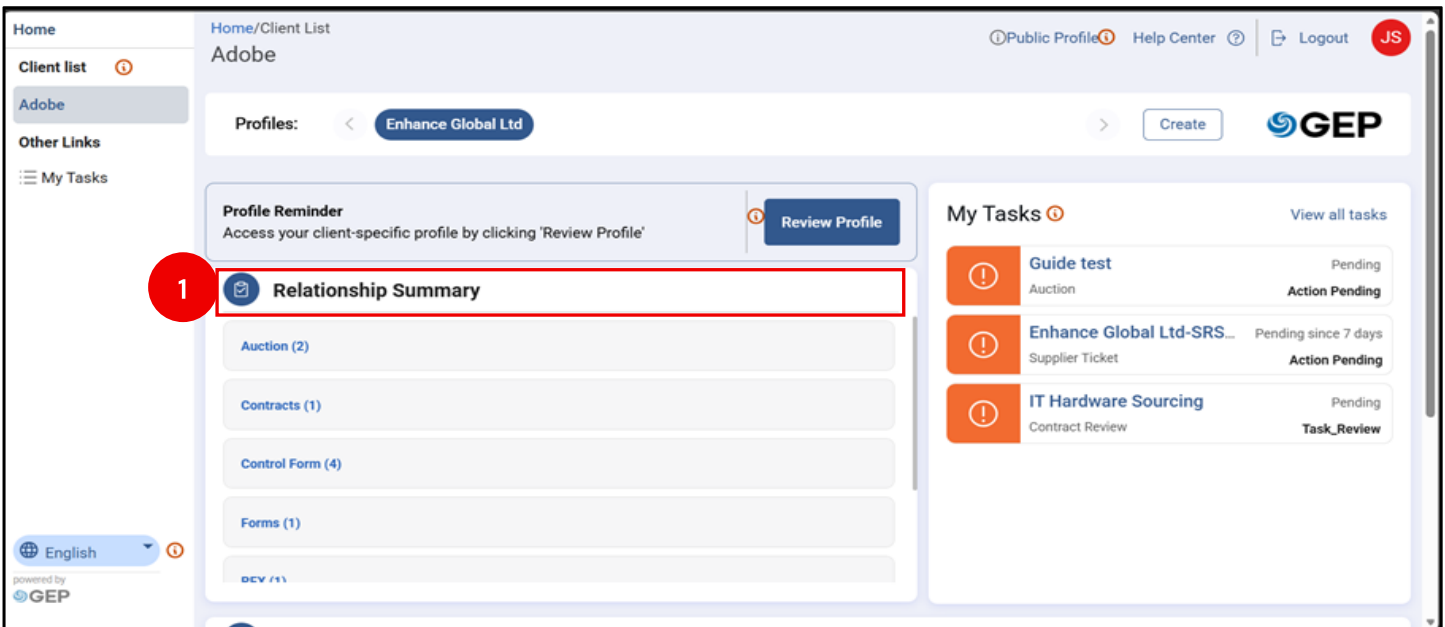 Home
Client list
Adobe
Other Links
My Tasks
English
powered by
GEP
Home/Client List
Adobe
Public Profile
Help Center
Logout
JS
Profiles:
Enhance Global Ltd
Create
GEP
Profile Reminder
Access your client-specific profile by clicking 'Review Profile'
Review Profile
1
Relationship Summary
Auction (2)
Contracts (1)
Control Form (4)
Forms (1)
RFX (1)
My Tasks
View all tasks
Guide test
Pending
Auction
Action Pending
Enhance Global Ltd-SRS...
Pending since 7 days
Supplier Ticket
Action Pending
IT Hardware Sourcing
Pending
Contract Review
Task_Review